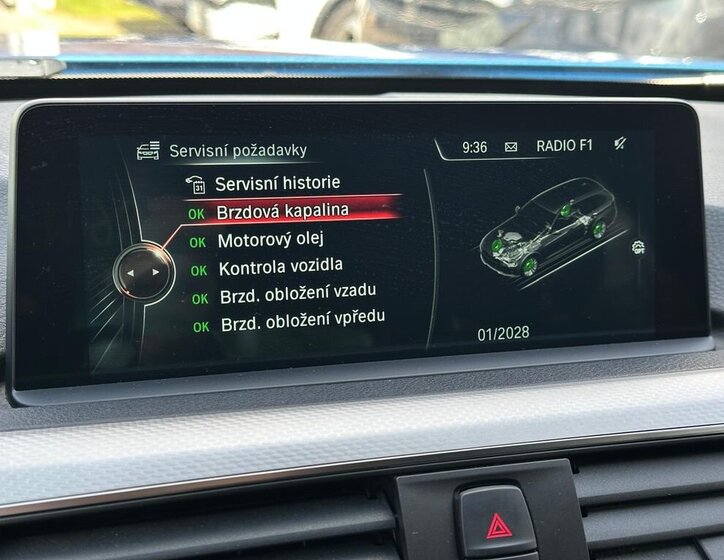 Servisní požadavky
9:36 RADIO F1
31 Servisní historie
OK Brzdová kapalina
OK Motorový olej
OK Kontrola vozidla
OK Brzd. obložení vzadu
OK Brzd. obložení vpředu
01/2028